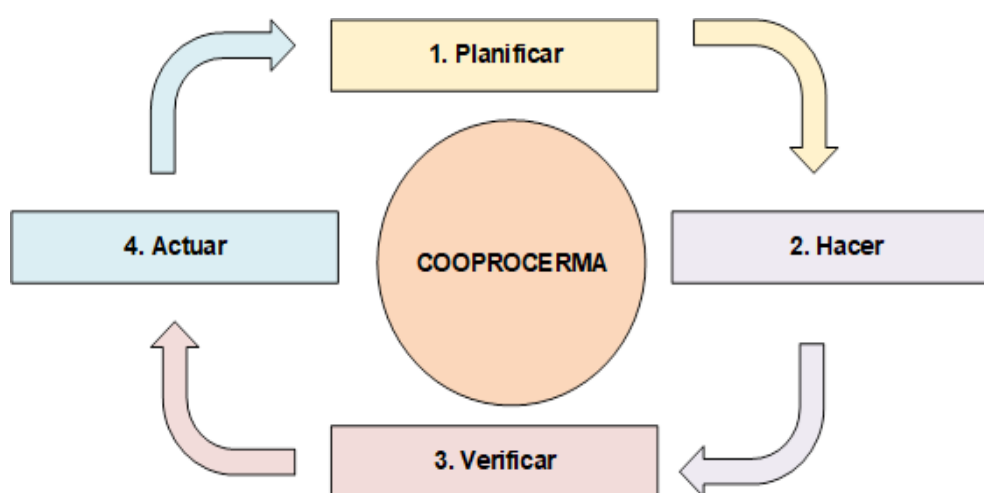 1. Planificar
2. Hacer
3. Verificar
4. Actuar
COOPROCERMA